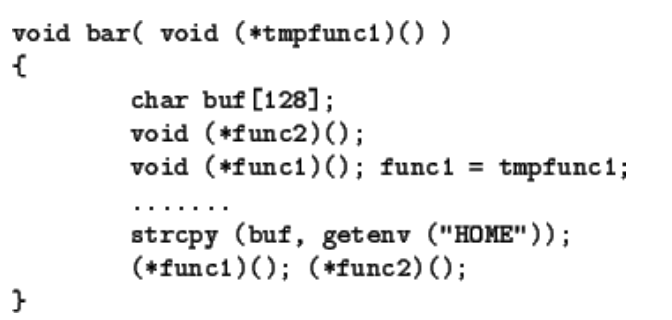 void bar( void (*tmpfunc1)() )
{
        char buf[128];
        void (*func2)();
        void (*func1)(); func1 = tmpfunc1;
        .......
        strcpy (buf, getenv ("HOME"));
        (*func1)(); (*func2)();
}